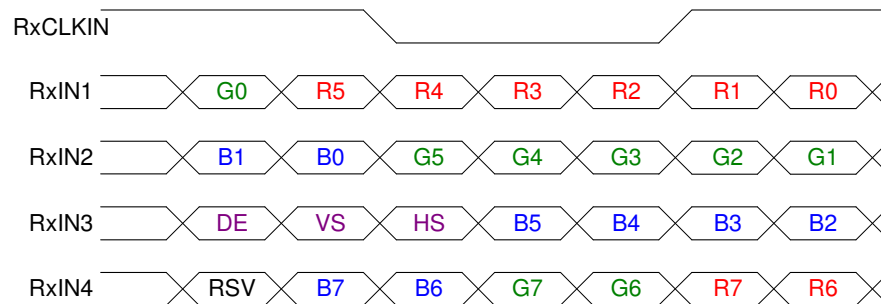 RxCLKIN
RxIN1 G0 R5 R4 R3 R2 R1 R0
RxIN2 B1 B0 G5 G4 G3 G2 G1
RxIN3 DE VS HS B5 B4 B3 B2
RxIN4 RSV B7 B6 G7 G6 R7 R6